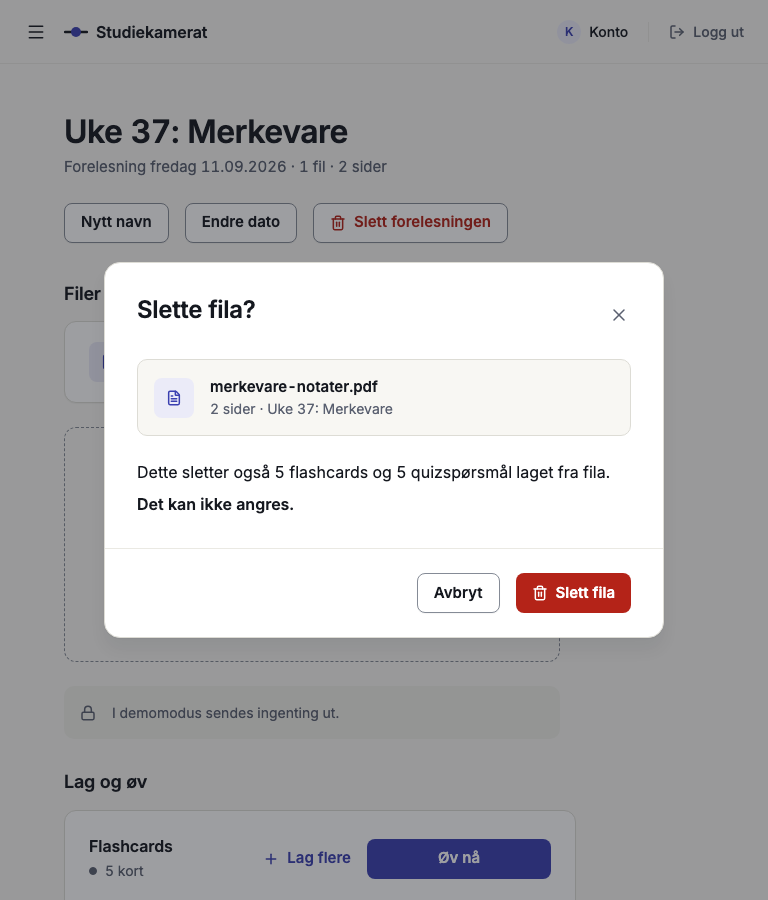 Studiekamerat
K Konto
Logg ut
Uke 37: Merkevare
Forelesning fredag 11.09.2026 · 1 fil · 2 sider
Nytt navn
Endre dato
Slett forelesningen
Filer
Slette fila?
merkevare-notater.pdf
2 sider · Uke 37: Merkevare
Dette sletter også 5 flashcards og 5 quizspørsmål laget fra fila.
Det kan ikke angres.
Avbryt
Slett fila
I demomodus sendes ingenting ut.
Lag og øv
Flashcards
5 kort
Lag flere
Øv nå